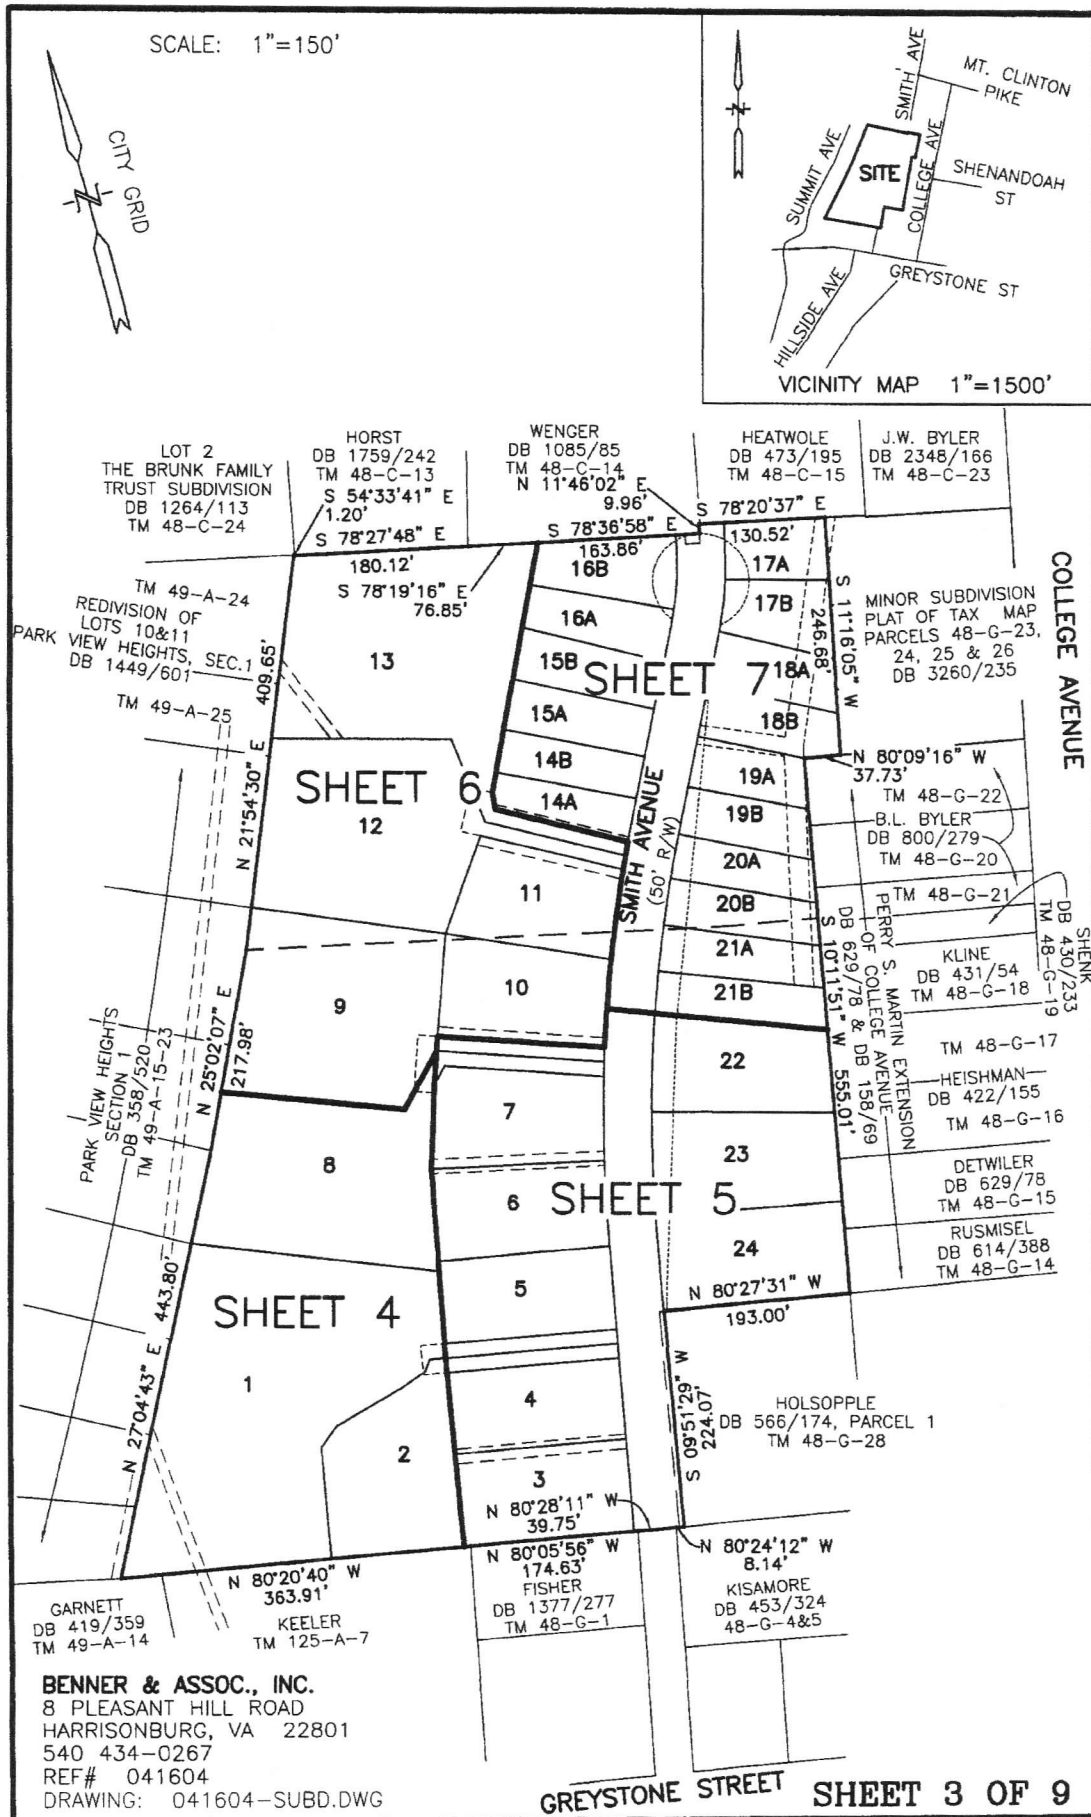 SCALE: 1"=150'
CITY GRID
N
SMITH AVE
MT. CLINTON
PIKE
SUMMIT AVE
SITE
COLLEGE AVE
SHENANDOAH
ST
GREYSTONE ST
HILLSIDE AVE
VICINITY MAP 1"=1500'
LOT 2
THE BRUNK FAMILY
TRUST SUBDIVISION
DB 1264/113
TM 48-C-24
HORST
DB 1759/242
TM 48-C-13
S 54°33'41" E
1.20'
S 78°27'48" E
180.12'
WENGER
DB 1085/85
TM 48-C-14
N 11°46'02" E
9.96'
S 78°36'58" E
163.86'
S 78°19'16" E
76.85'
HEATWOLE
DB 473/195
TM 48-C-15
S 78°20'37" E
130.52'
J.W. BYLER
DB 2348/166
TM 48-C-23
TM 49-A-24
REDIVISION OF
LOTS 10&11
PARK VIEW HEIGHTS, SEC.1
DB 1449/601
TM 49-A-25
409.65'
N 21°54'30" E
13
16B
16A
15B
15A
14B
14A
17A
17B
18A
18B
SHEET 7
S 11°16'05" W
246.68'
MINOR SUBDIVISION
PLAT OF TAX MAP
PARCELS 48-G-23,
24, 25 & 26
DB 3260/235
COLLEGE AVENUE
SHEET 6
12
11
10
9
SMITH AVENUE
(50' R/W)
19A
19B
20A
20B
21A
21B
N 80°09'16" W
37.73'
TM 48-G-22
B.L. BYLER
DB 800/279
TM 48-G-20
TM 48-G-21
SHENK
DB 430/233
TM 48-G-19
KLINE
DB 431/54
TM 48-G-18
PERRY S. MARTIN EXTENSION
OF COLLEGE AVENUE
DB 629/78 & DB 158/69
S 10°11'51" W
555.01'
TM 48-G-17
HEISHMAN
DB 422/155
TM 48-G-16
DETWILER
DB 629/78
TM 48-G-15
RUSMISEL
DB 614/388
TM 48-G-14
PARK VIEW HEIGHTS
SECTION 1
DB 358/520
TM 49-A-15-23
N 25°02'07" E
217.98'
22
7
8
23
6
SHEET 5
24
5
N 80°27'31" W
193.00'
SHEET 4
443.80'
N 27°04'43" E
1
4
2
3
S 09°51'29" W
224.07'
HOLSOPPLE
DB 566/174, PARCEL 1
TM 48-G-28
N 80°28'11" W
39.75'
N 80°24'12" W
8.14'
N 80°05'56" W
174.63'
FISHER
DB 1377/277
TM 48-G-1
KISAMORE
DB 453/324
48-G-4&5
N 80°20'40" W
363.91'
GARNETT
DB 419/359
TM 49-A-14
KEELER
TM 125-A-7
BENNER & ASSOC., INC.
8 PLEASANT HILL ROAD
HARRISONBURG, VA 22801
540 434-0267
REF# 041604
DRAWING: 041604-SUBD.DWG
GREYSTONE STREET
SHEET 3 OF 9